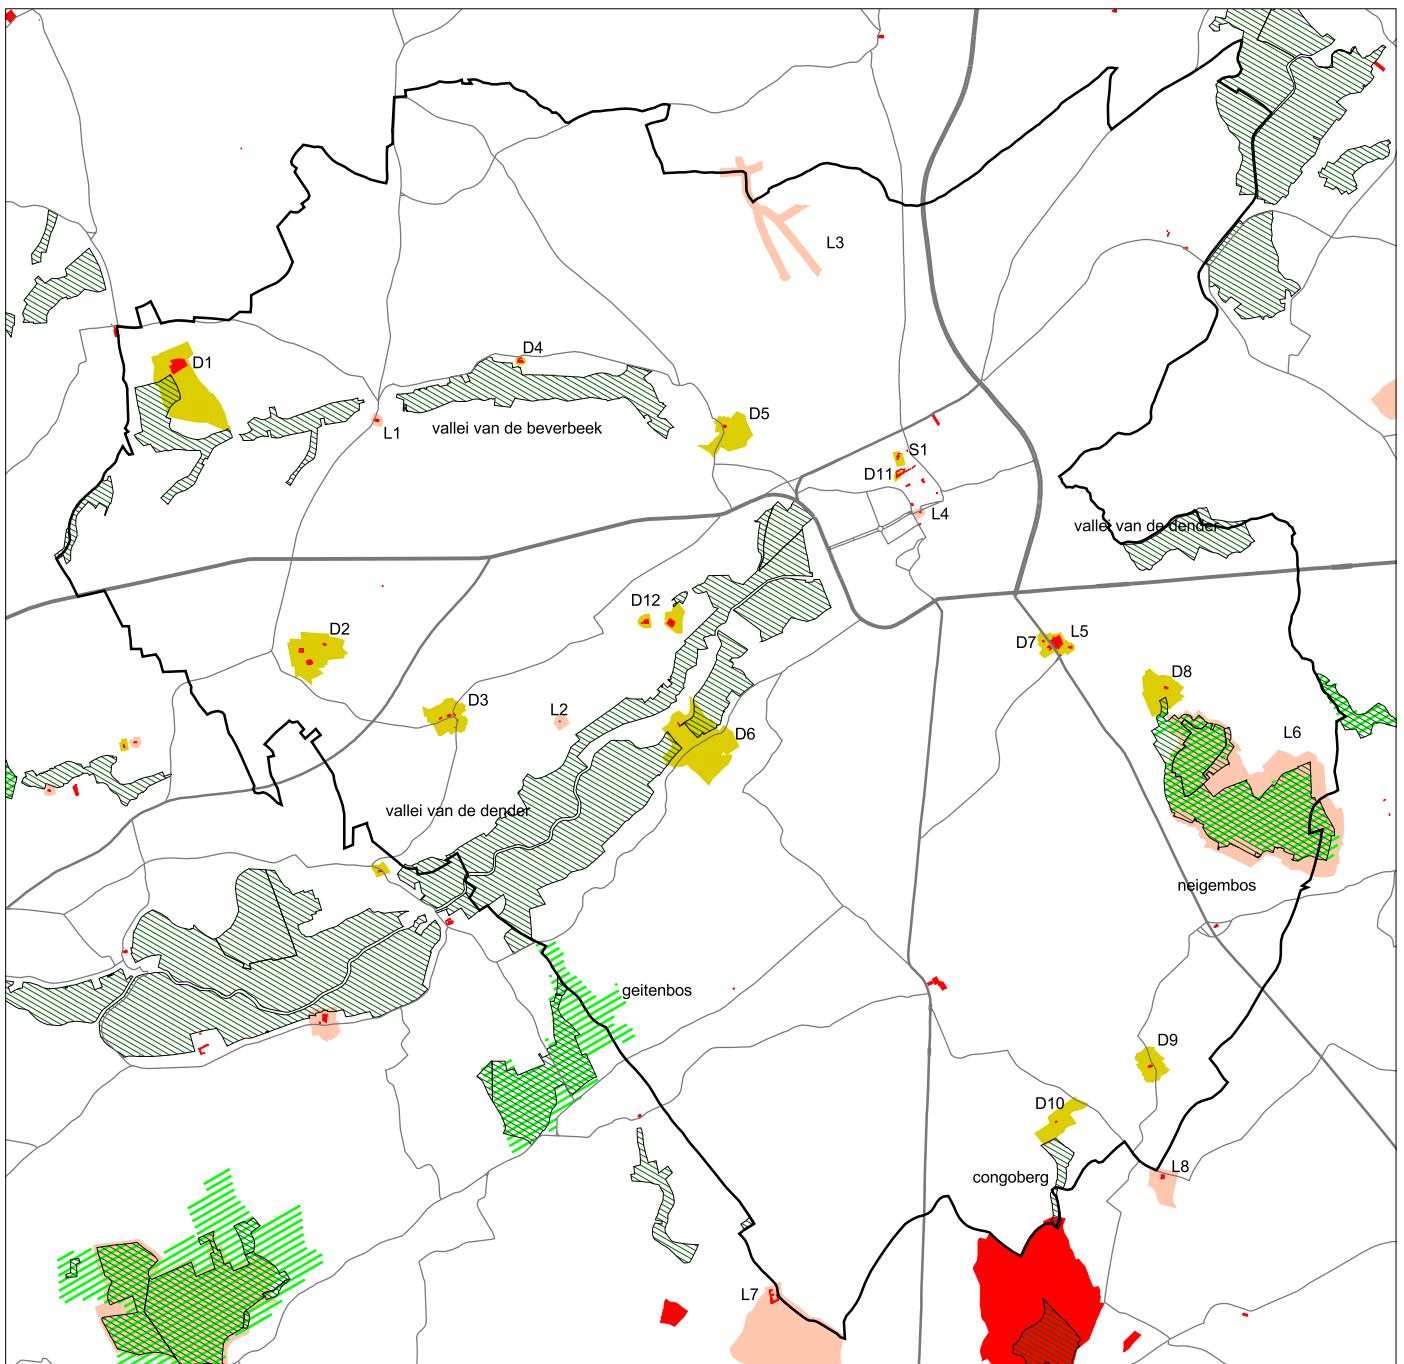 L3
D4
D1
D5
L1
vallei van de beverbeek
S1
D11
L4
vallei van de dender
D12
D2
D7
L5
D8
D3
L2
D6
L6
vallei van de dender
neigembos
geitenbos
D9
D10
L8
congoberg
L7